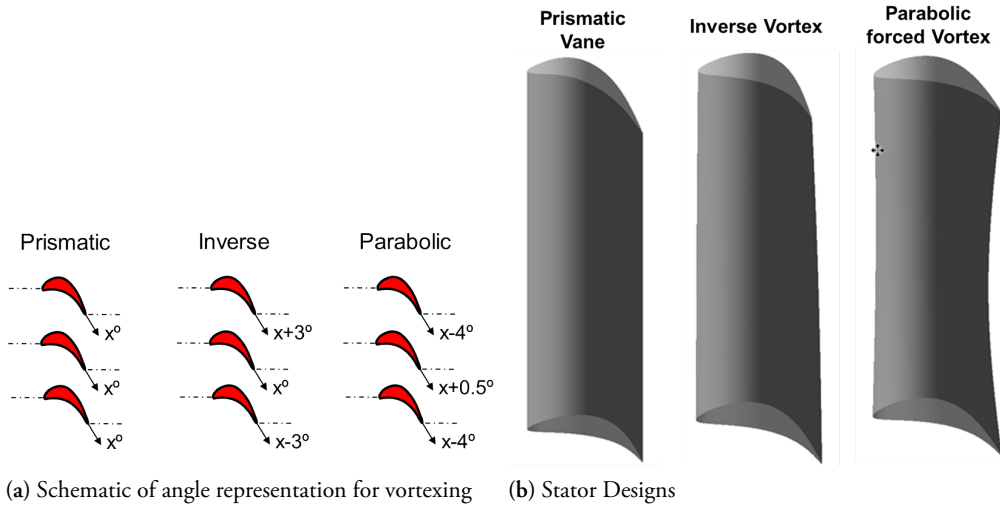 Prismatic
Vane
Inverse Vortex
Parabolic
forced Vortex
Prismatic
Inverse
Parabolic
xº
x+3º
x-4º
xº
xº
x+0.5º
xº
x-3º
x-4º
(a) Schematic of angle representation for vortexing
(b) Stator Designs